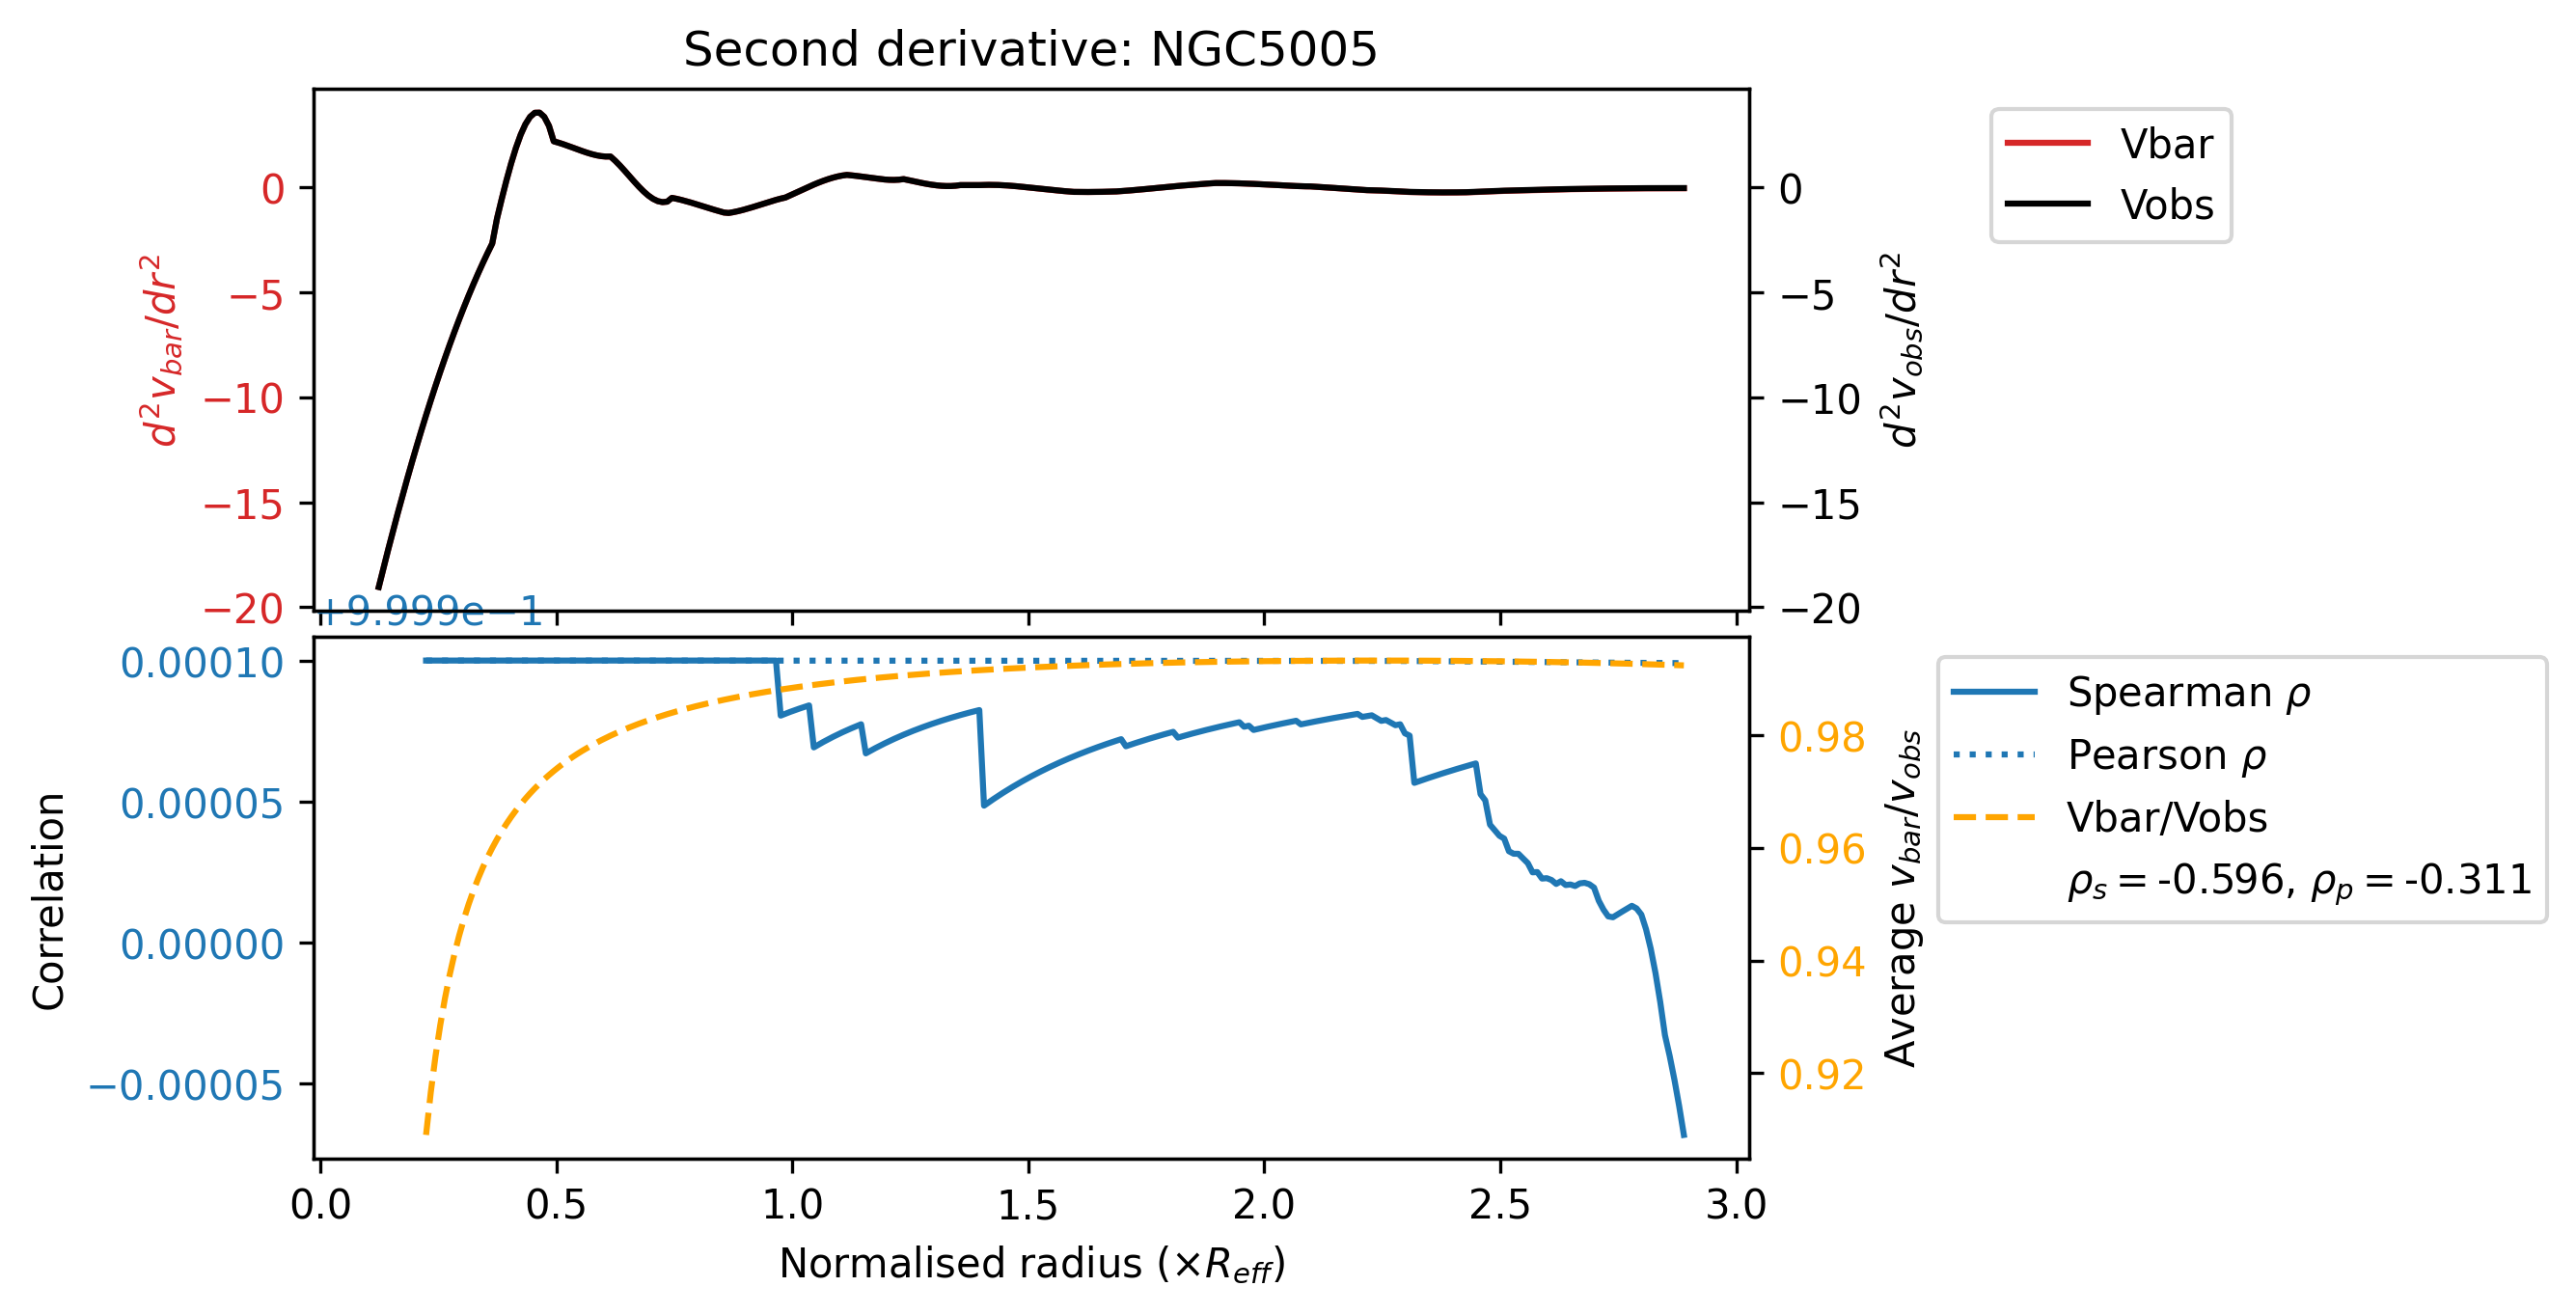 Second derivative: NGC5005
0
−5
−10
−15
−20
d²v_bar/dr²
0
−5
−10
−15
−20
d²v_obs/dr²
Vbar
Vobs
+9.999e−1
0.00010
0.00005
0.00000
−0.00005
Correlation
0.98
0.96
0.94
0.92
Average v_bar/v_obs
Spearman ρ
Pearson ρ
Vbar/Vobs
ρ_s = -0.596, ρ_p = -0.311
0.0 0.5 1.0 1.5 2.0 2.5 3.0
Normalised radius (×R_eff)